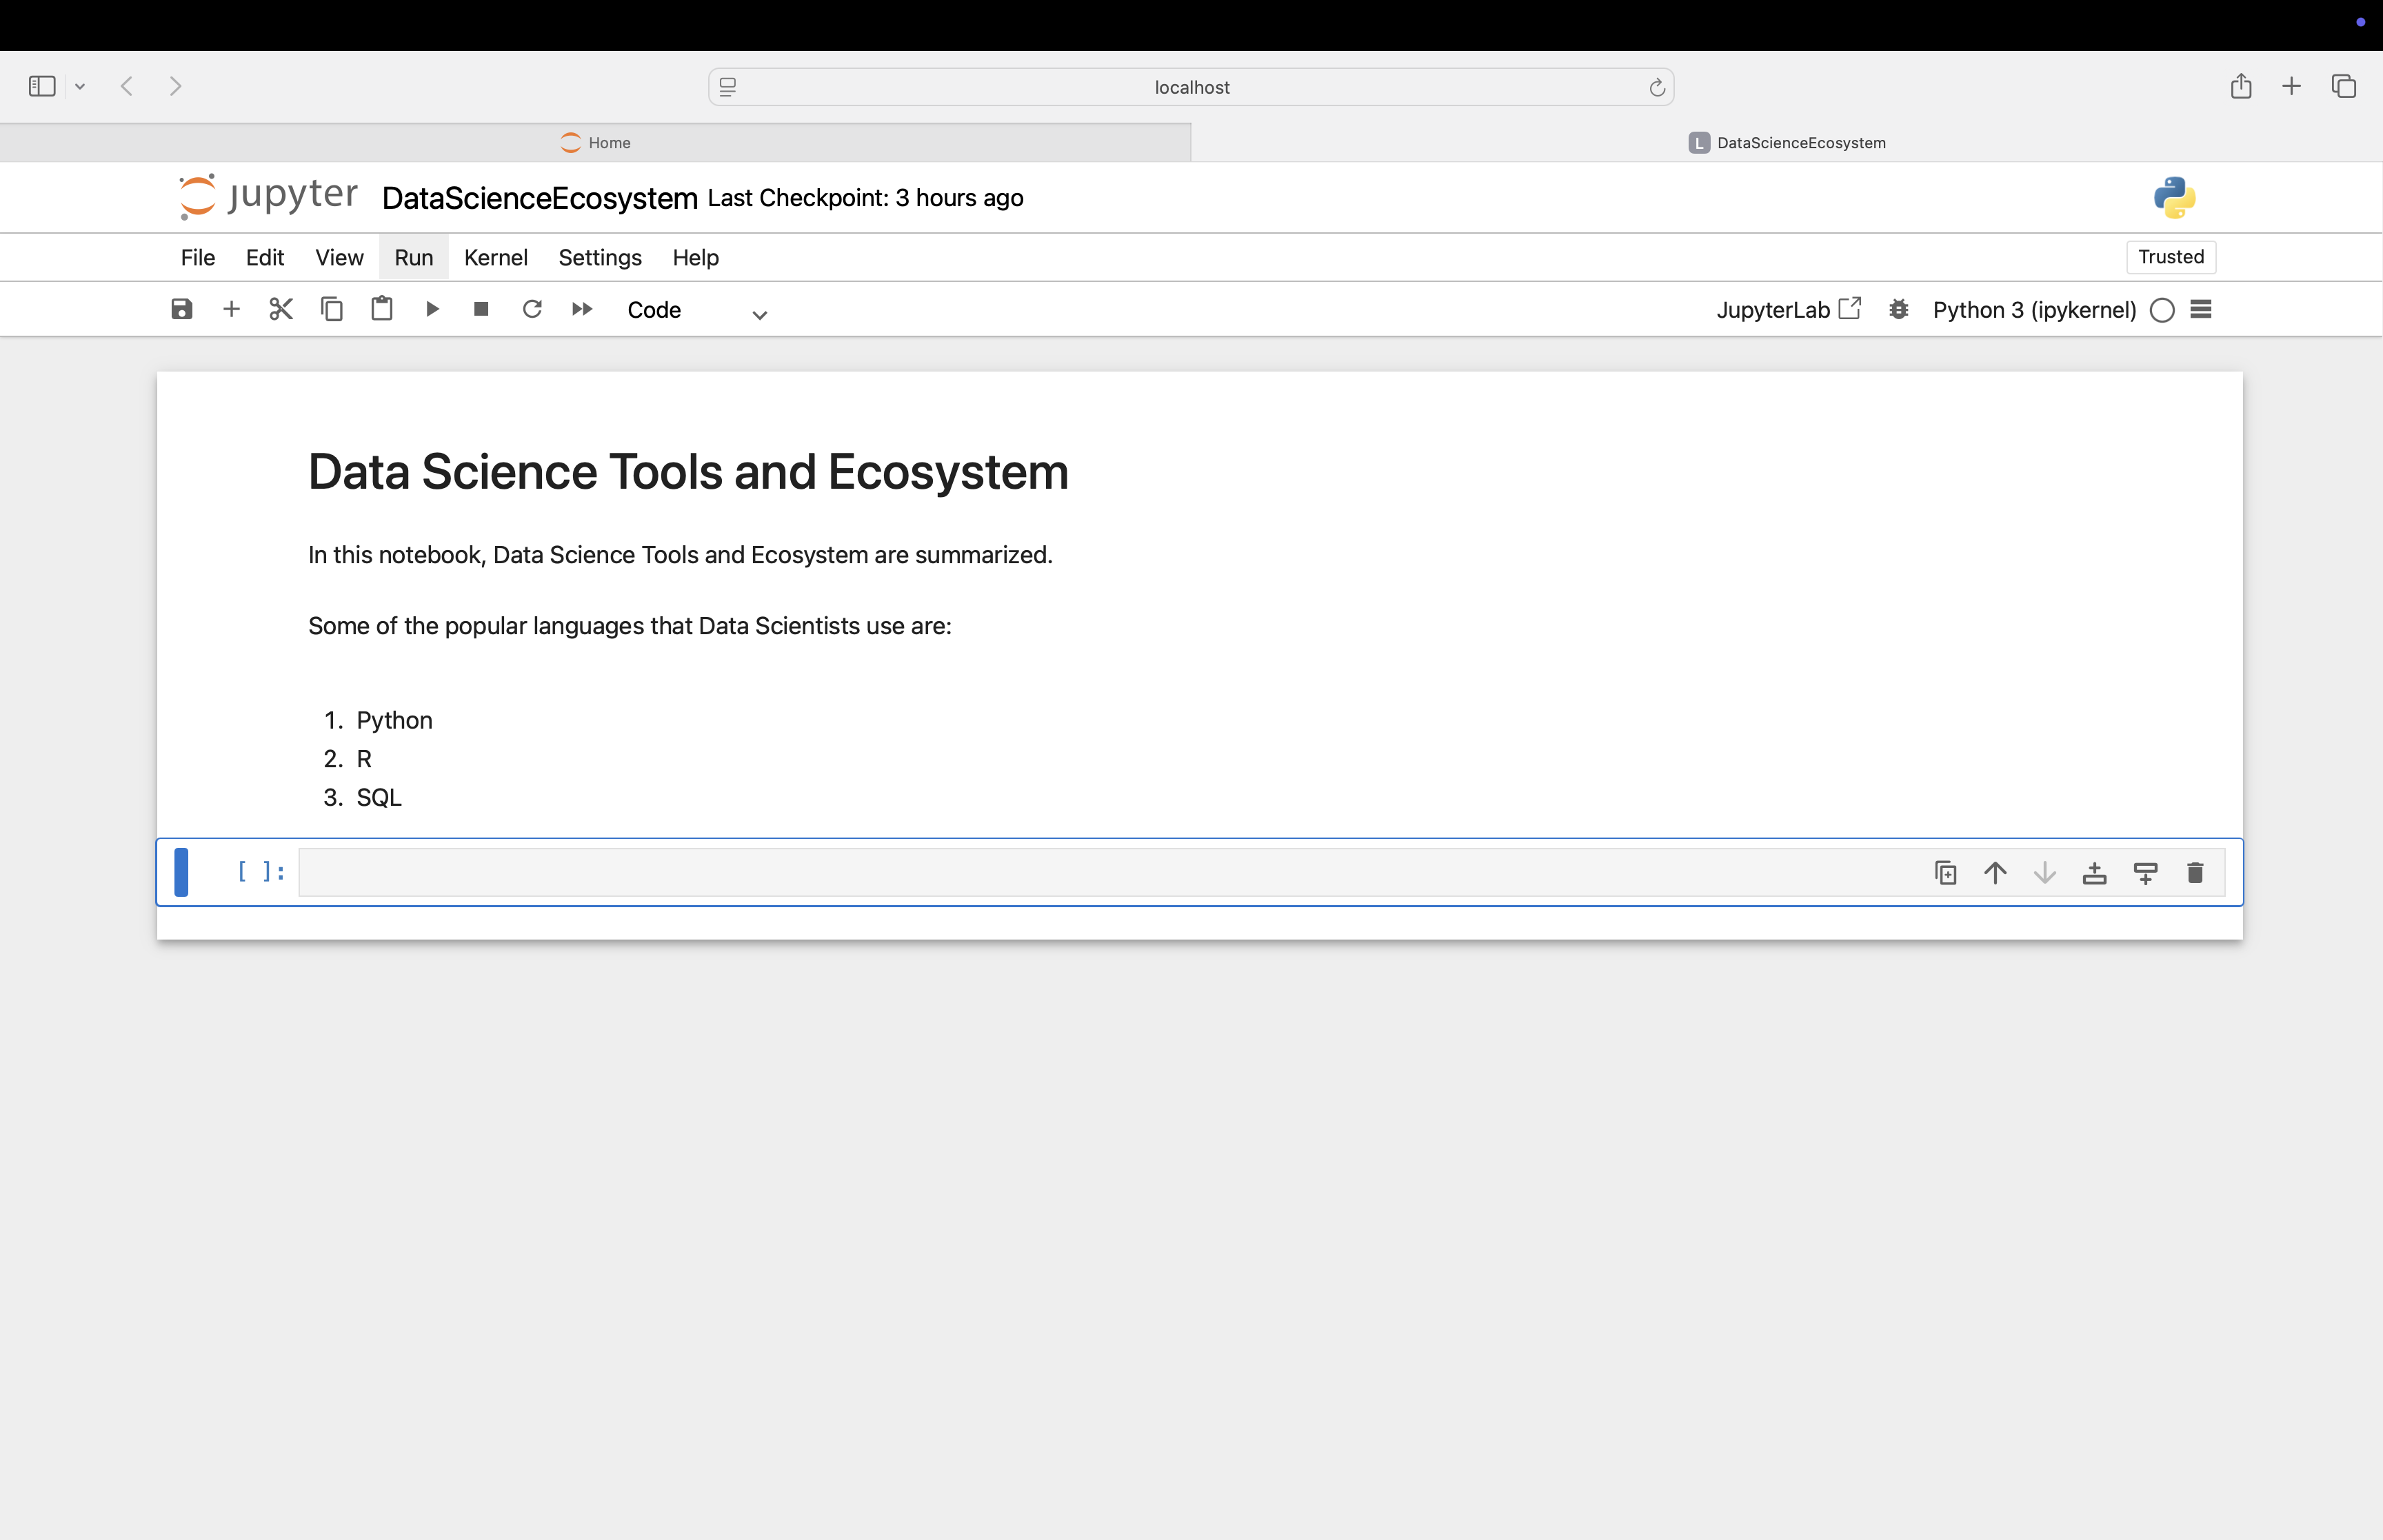 localhost
Home
L DataScienceEcosystem
jupyter DataScienceEcosystem Last Checkpoint: 3 hours ago
File Edit View Run Kernel Settings Help Trusted
Code JupyterLab Python 3 (ipykernel)
Data Science Tools and Ecosystem
In this notebook, Data Science Tools and Ecosystem are summarized.
Some of the popular languages that Data Scientists use are:
1. Python
2. R
3. SQL
[ ]: